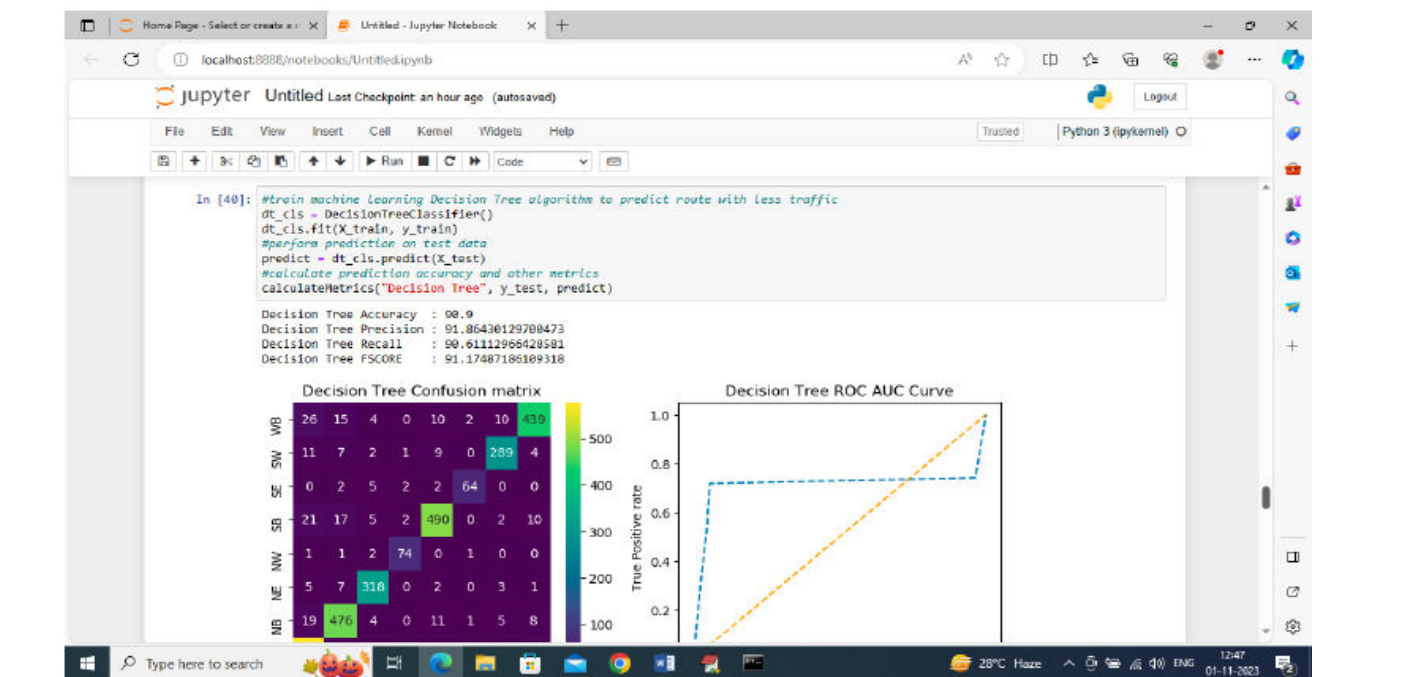 Home Page - Select or create a n
Untitled - Jupyter Notebook
localhost:8888/notebooks/Untitled.ipynb
jupyter Untitled Last Checkpoint: an hour ago (autosaved)
Logout
File Edit View Insert Cell Kernel Widgets Help
Trusted
Python 3 (ipykernel)
Run
Code
In [40]: #train machine learning Decision Tree algorithm to predict route with less traffic
dt_cls = DecisionTreeClassifier()
dt_cls.fit(X_train, y_train)
#perform prediction on test data
predict = dt_cls.predict(X_test)
#calculate prediction accuracy and other metrics
calculateMetrics("Decision Tree", y_test, predict)
Decision Tree Accuracy : 90.9
Decision Tree Precision : 91.86430129700473
Decision Tree Recall : 90.61112966428581
Decision Tree FSCORE : 91.17487186109318
Decision Tree Confusion matrix
WB 26 15 4 0 10 2 10 439
SW 11 7 2 1 9 0 289 4
SE 0 2 5 2 2 64 0 0
SB 21 17 5 2 490 0 2 10
NW 1 1 2 74 0 1 0 0
NE 5 7 318 0 2 0 3 1
NB 19 476 4 0 11 1 5 8
500
400
300
200
100
Decision Tree ROC AUC Curve
True Positive rate
1.0
0.8
0.6
0.4
0.2
Type here to search
28°C Haze
ENG
12:47
01-11-2023
2